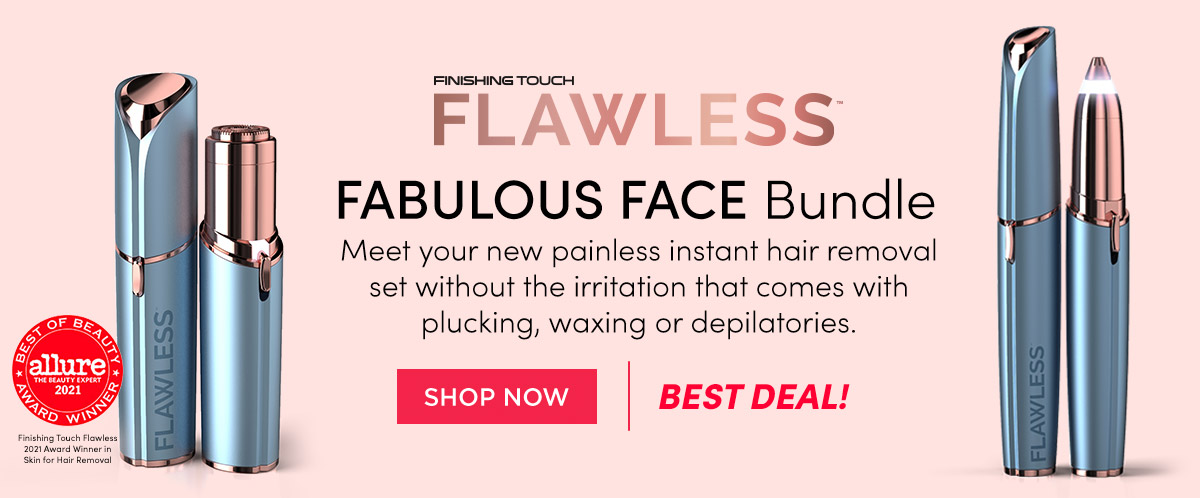 FINISHING TOUCH
FLAWLESS™
FABULOUS FACE Bundle
Meet your new painless instant hair removal
set without the irritation that comes with
plucking, waxing or depilatories.
SHOP NOW
BEST DEAL!
BEST OF BEAUTY
allure
THE BEAUTY EXPERT
2021
AWARD WINNER
Finishing Touch Flawless
2021 Award Winner in
Skin for Hair Removal
FLAWLESS
FLAWLESS